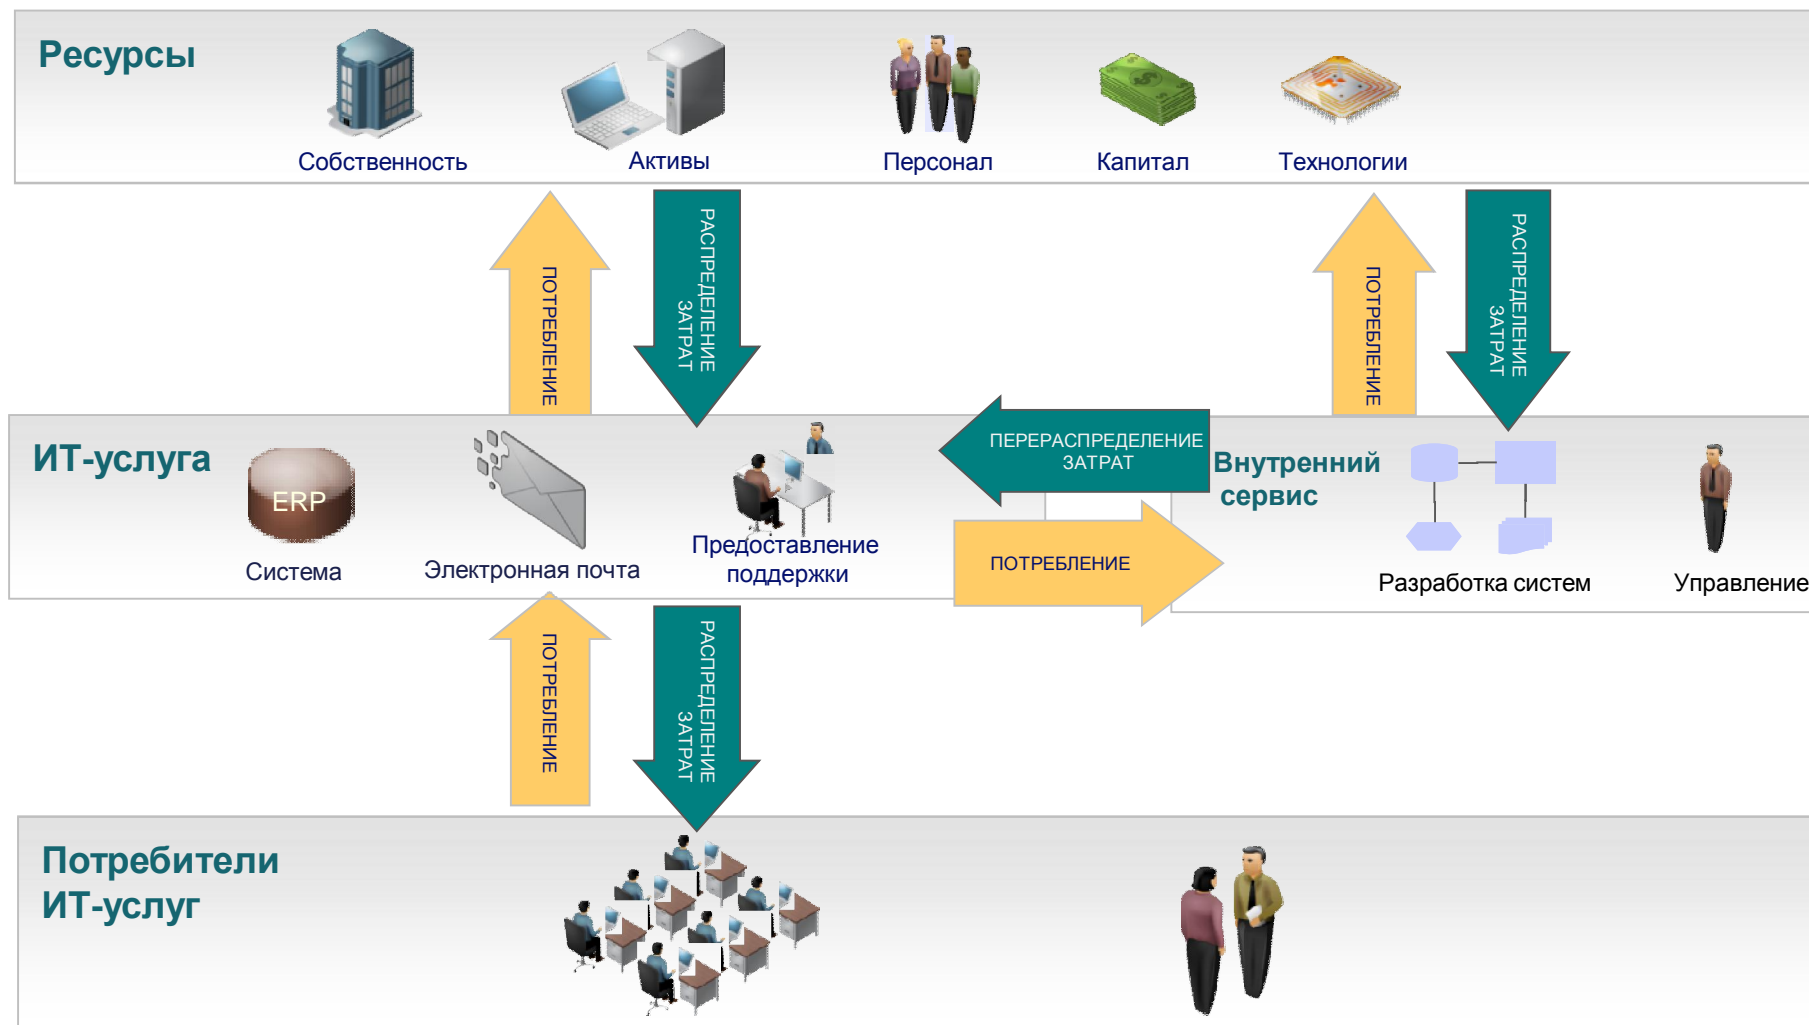 Ресурсы
Собственность
Активы
Персонал
Капитал
Технологии
ПОТРЕБЛЕНИЕ
РАСПРЕДЕЛЕНИЕ
ЗАТРАТ
ПОТРЕБЛЕНИЕ
РАСПРЕДЕЛЕНИЕ
ЗАТРАТ
ИТ-услуга
ERP
Система
Электронная почта
Предоставление
поддержки
ПЕРЕРАСПРЕДЕЛЕНИЕ
ЗАТРАТ
ПОТРЕБЛЕНИЕ
Внутренний
сервис
Разработка систем
Управление
ПОТРЕБЛЕНИЕ
РАСПРЕДЕЛЕНИЕ
ЗАТРАТ
Потребители
ИТ-услуг